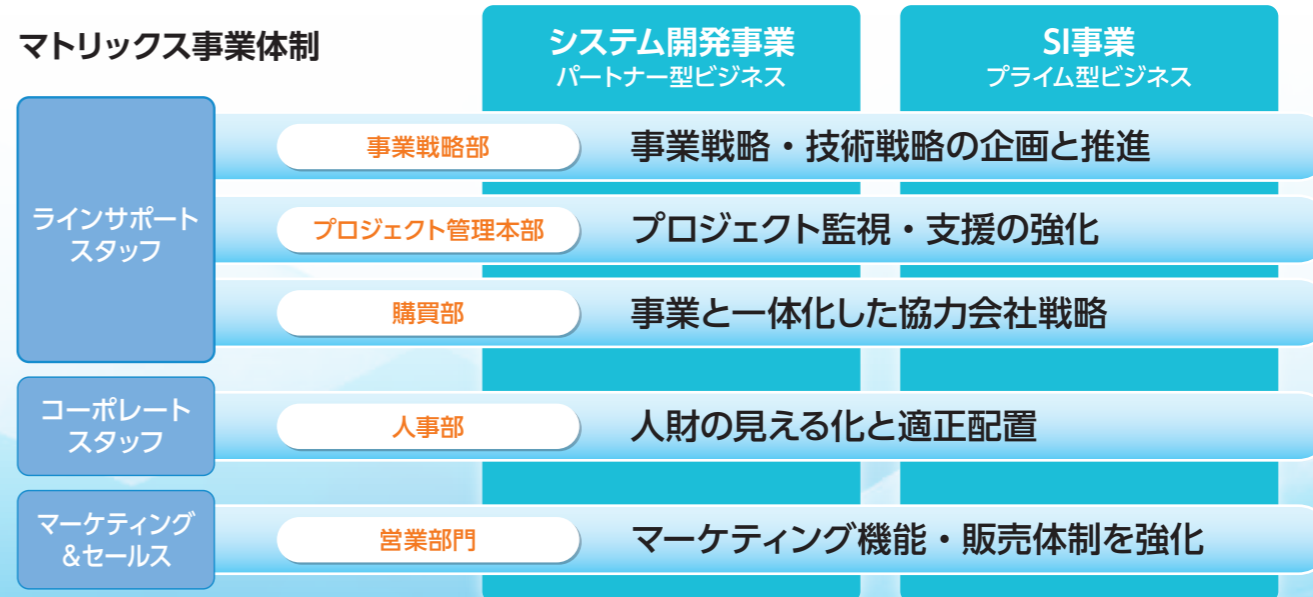 マトリックス事業体制
システム開発事業
パートナー型ビジネス
SI事業
プライム型ビジネス
ラインサポート
スタッフ
事業戦略部
事業戦略・技術戦略の企画と推進
プロジェクト管理本部
プロジェクト監視・支援の強化
購買部
事業と一体化した協力会社戦略
コーポレート
スタッフ
人事部
人財の見える化と適正配置
マーケティング
&セールス
営業部門
マーケティング機能・販売体制を強化